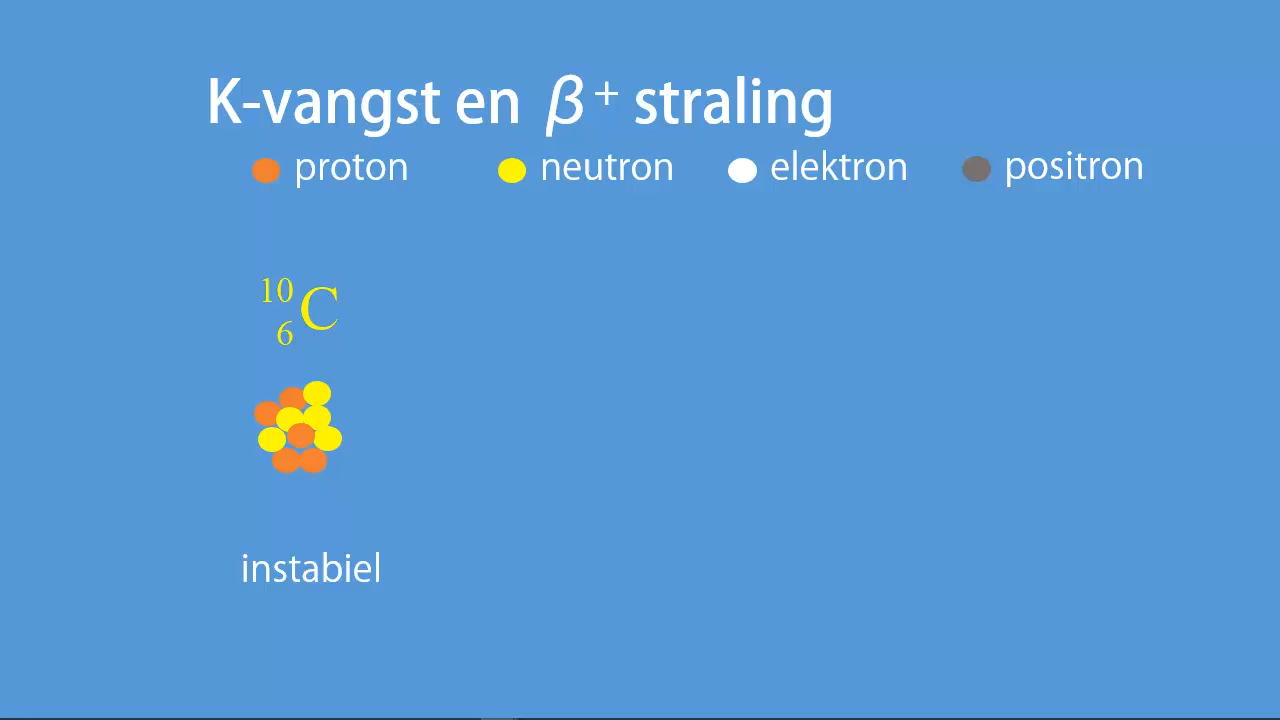 K-vangst en β⁺ straling
proton neutron elektron positron
¹⁰₆C
instabiel